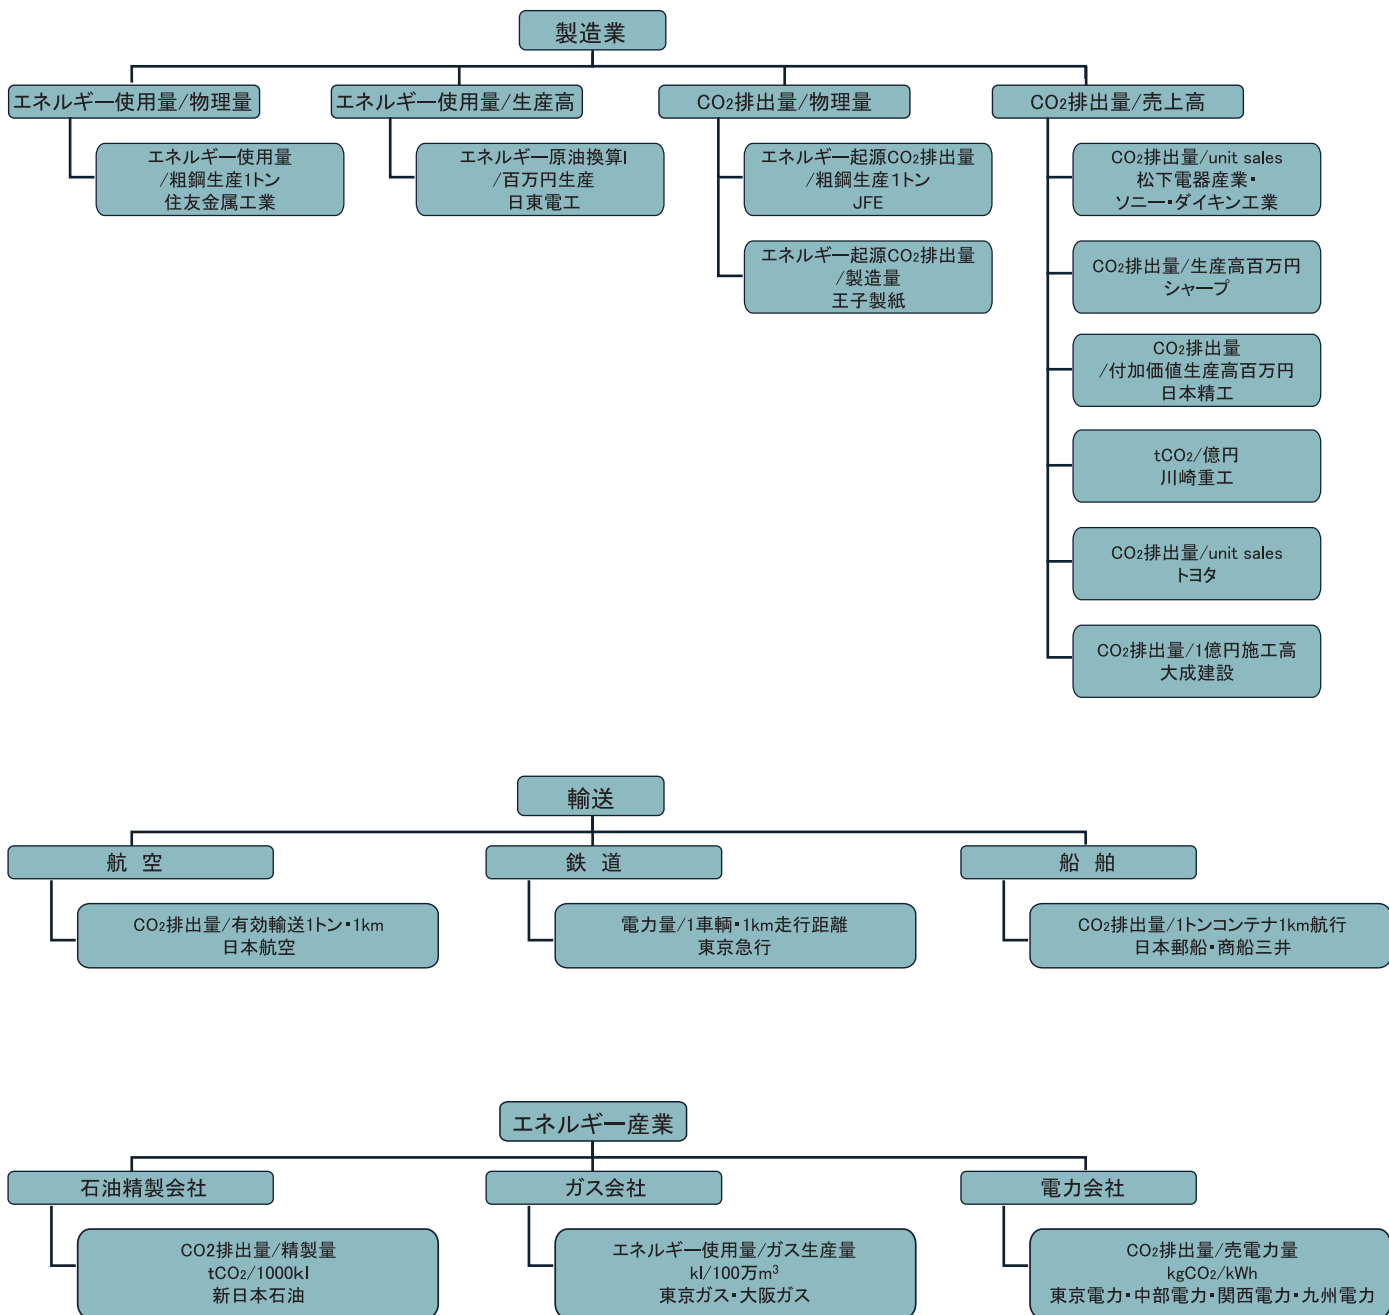 製造業
エネルギー使用量/物理量
エネルギー使用量
/粗鋼生産1トン
住友金属工業
エネルギー使用量/生産高
エネルギー原油換算l
/百万円生産
日東電工
CO₂排出量/物理量
エネルギー起源CO₂排出量
/粗鋼生産1トン
JFE
エネルギー起源CO₂排出量
/製造量
王子製紙
CO₂排出量/売上高
CO₂排出量/unit sales
松下電器産業・
ソニー・ダイキン工業
CO₂排出量/生産高百万円
シャープ
CO₂排出量
/付加価値生産高百万円
日本精工
tCO₂/億円
川崎重工
CO₂排出量/unit sales
トヨタ
CO₂排出量/1億円施工高
大成建設
輸送
航 空
CO₂排出量/有効輸送1トン・1km
日本航空
鉄 道
電力量/1車輌・1km走行距離
東京急行
船 舶
CO₂排出量/1トンコンテナ1km航行
日本郵船・商船三井
エネルギー産業
石油精製会社
CO2排出量/精製量
tCO₂/1000kl
新日本石油
ガス会社
エネルギー使用量/ガス生産量
kl/100万m³
東京ガス・大阪ガス
電力会社
CO₂排出量/売電力量
kgCO₂/kWh
東京電力・中部電力・関西電力・九州電力